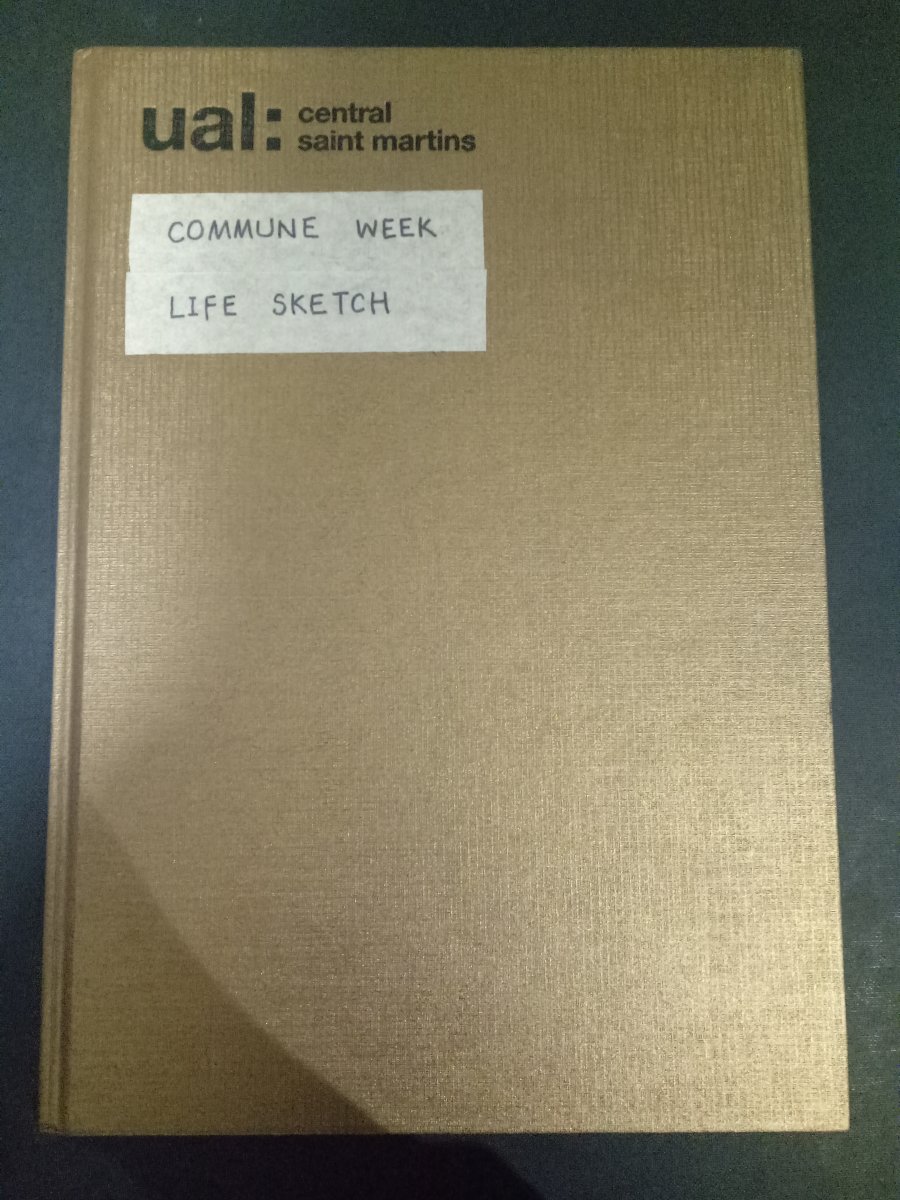 ual: central
saint martins
COMMUNE WEEK
LIFE SKETCH